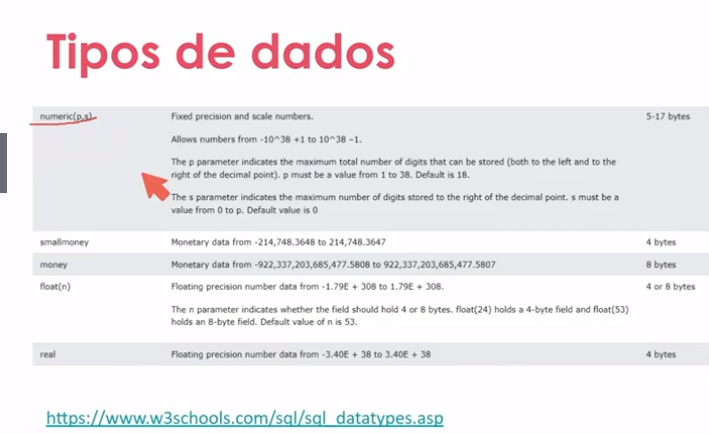 Tipos de dados
numeric(p,s) Fixed precision and scale numbers. 5-17 bytes
Allows numbers from -10^38 +1 to 10^38 –1.
The p parameter indicates the maximum total number of digits that can be stored (both to the left and to the
right of the decimal point). p must be a value from 1 to 38. Default is 18.
The s parameter indicates the maximum number of digits stored to the right of the decimal point. s must be a
value from 0 to p. Default value is 0
smallmoney Monetary data from -214,748.3648 to 214,748.3647 4 bytes
money Monetary data from -922,337,203,685,477.5808 to 922,337,203,685,477.5807 8 bytes
float(n) Floating precision number data from -1.79E + 308 to 1.79E + 308. 4 or 8 bytes
The n parameter indicates whether the field should hold 4 or 8 bytes. float(24) holds a 4-byte field and float(53)
holds an 8-byte field. Default value of n is 53.
real Floating precision number data from -3.40E + 38 to 3.40E + 38 4 bytes
https://www.w3schools.com/sql/sql_datatypes.asp